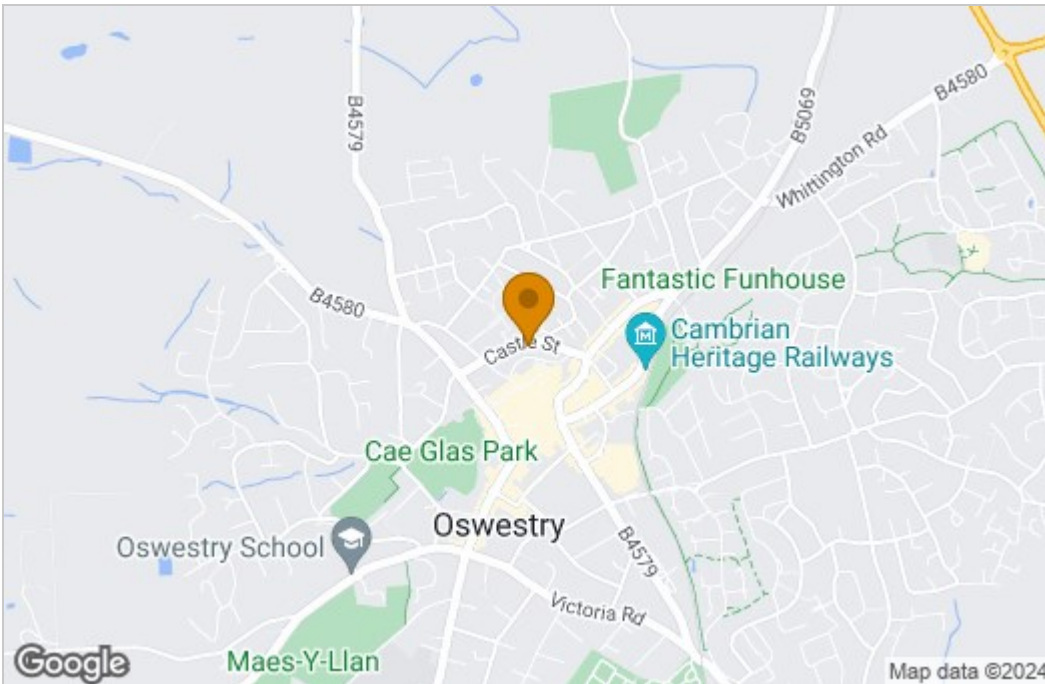 B4580
B5069
B4579
Whittington Rd
Fantastic Funhouse
B4580
Cambrian
Heritage Railways
Castle St
Cae Glas Park
Oswestry
Oswestry School
B4579
Victoria Rd
Maes-Y-Llan
Google
Map data ©2024